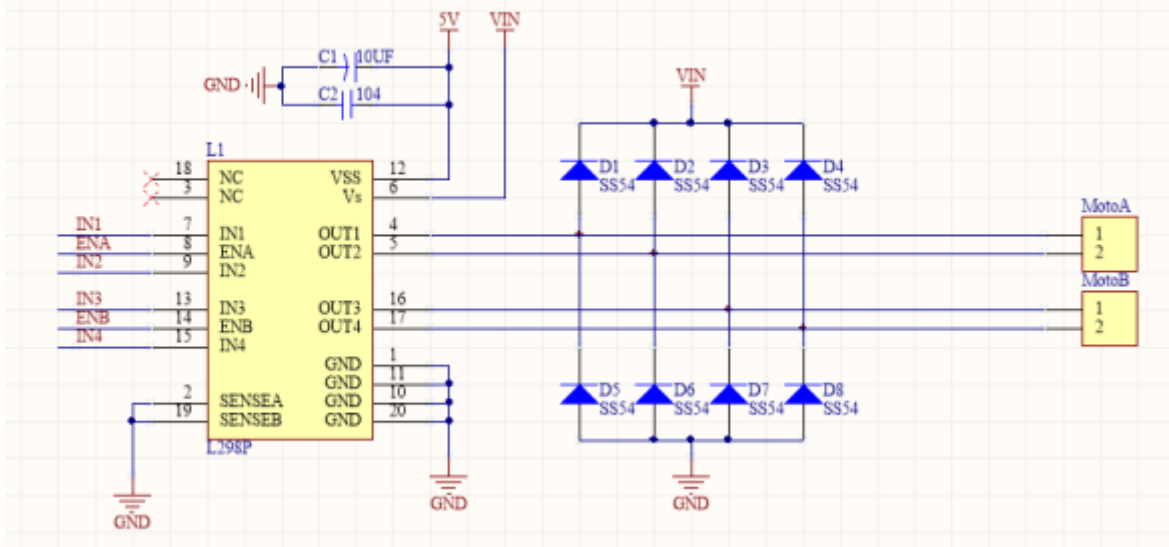 5V VIN
C1 10UF
GND
C2 104
VIN
L1
18 NC VSS 12
3 NC Vs 6
D1 D2 D3 D4
SS54 SS54 SS54 SS54
MotoA
IN1 7 IN1 OUT1 4 1
ENA 8 ENA OUT2 5 2
IN2 9 IN2
MotoB
IN3 13 IN3 OUT3 16 1
ENB 14 ENB OUT4 17 2
IN4 15 IN4
GND 1
GND 11
2 SENSEA GND 10
19 SENSEB GND 20
D5 D6 D7 D8
SS54 SS54 SS54 SS54
L298P
GND GND GND